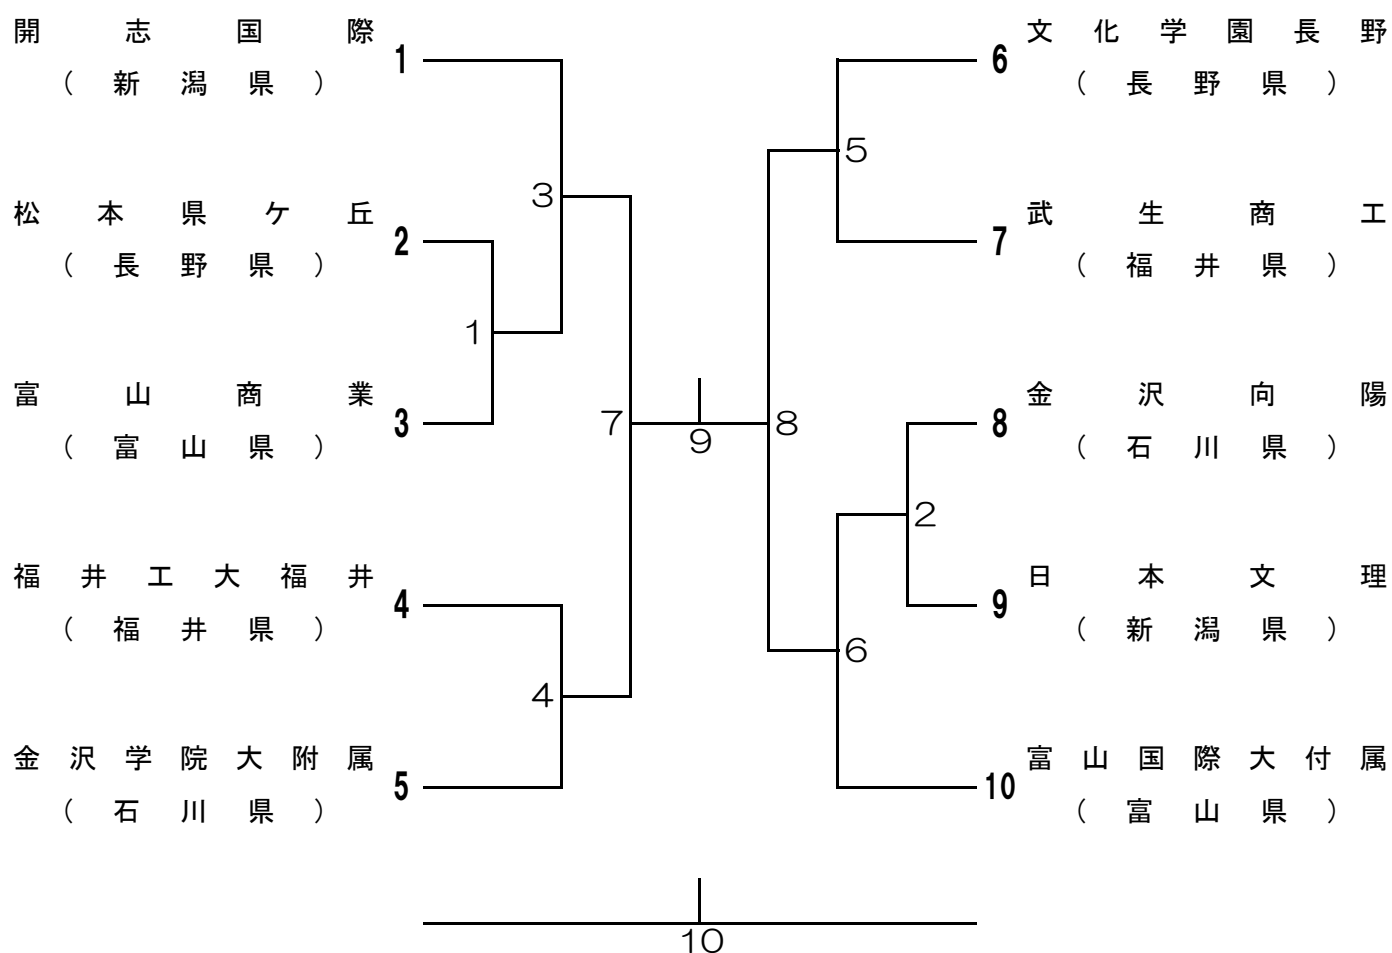 開志国際
（新潟県）
1
松本県ケ丘
（長野県）
2
富山商業
（富山県）
3
福井工大福井
（福井県）
4
金沢学院大附属
（石川県）
5
3
1
7
4
9
8
5
2
6
6
文化学園長野
（長野県）
7
武生商工
（福井県）
8
金沢向陽
（石川県）
9
日本文理
（新潟県）
10
富山国際大付属
（富山県）
10